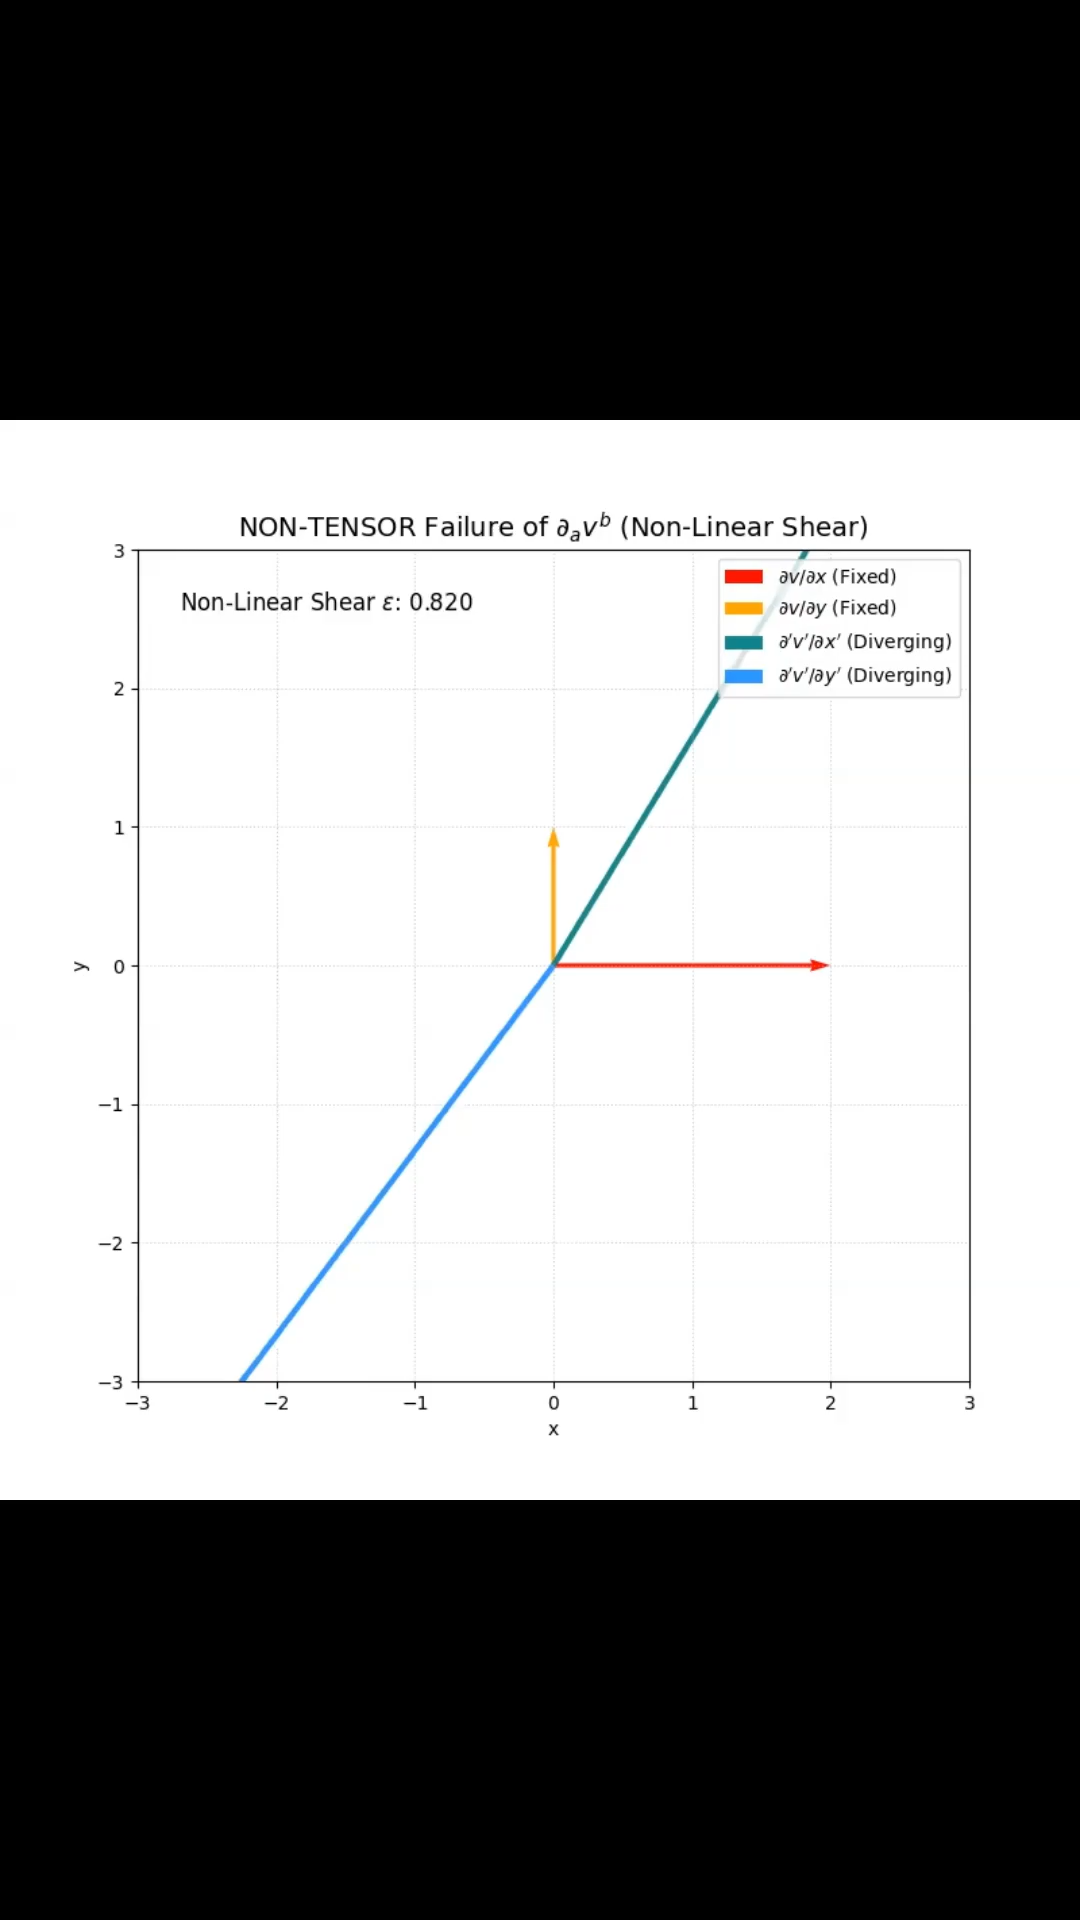 NON-TENSOR Failure of ∂ₐvᵇ (Non-Linear Shear)
Non-Linear Shear ε: 0.820
∂v/∂x (Fixed)
∂v/∂y (Fixed)
∂′v′/∂x′ (Diverging)
∂′v′/∂y′ (Diverging)
3
2
1
0
−1
−2
−3
y
−3 −2 −1 0 1 2 3
x